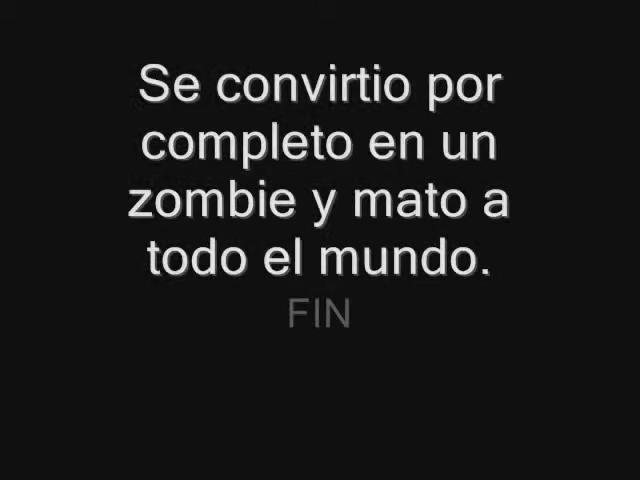 Se convirtio por
completo en un
zombie y mato a
todo el mundo.
FIN